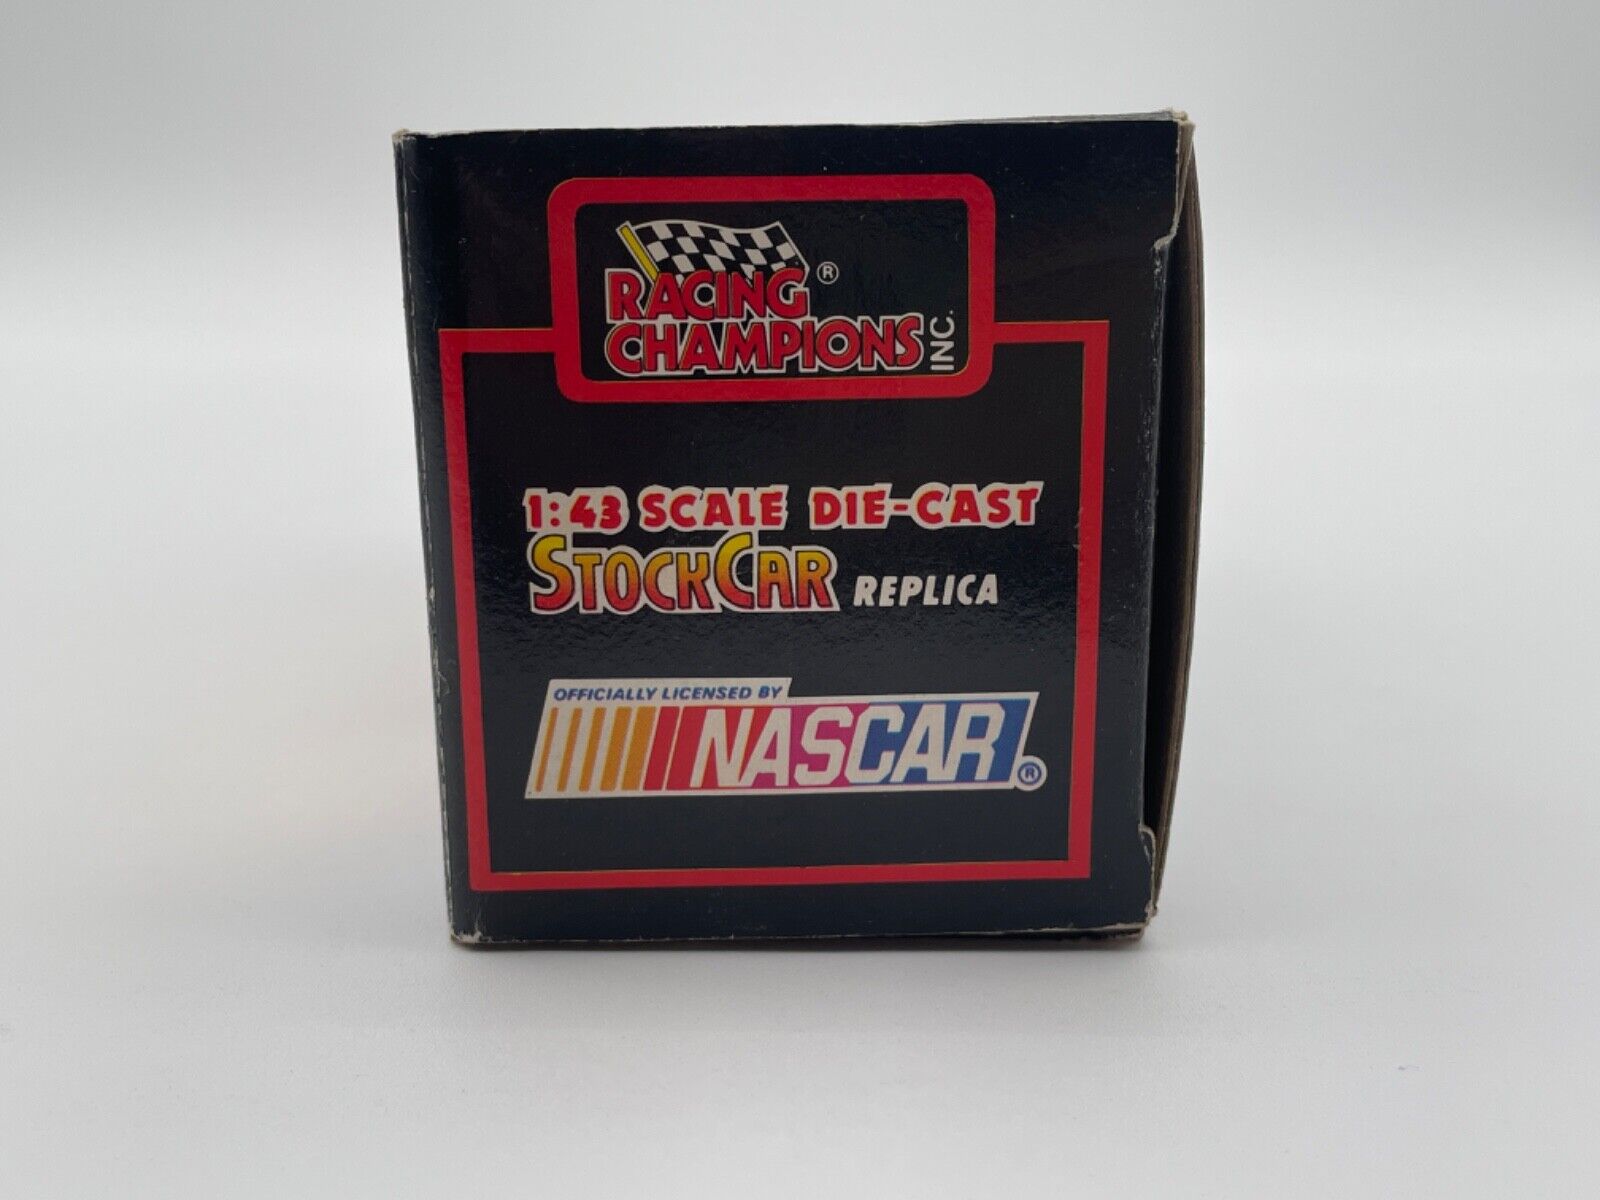 RACING ®
CHAMPIONS INC.
1:43 SCALE DIE-CAST
STOCKCAR REPLICA
OFFICIALLY LICENSED BY
NASCAR ®